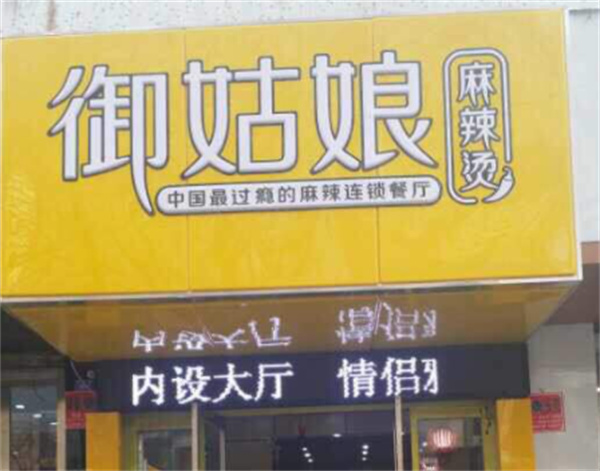 御姑娘
麻辣烫
中国最过瘾的麻辣连锁餐厅
内设大厅 情侣